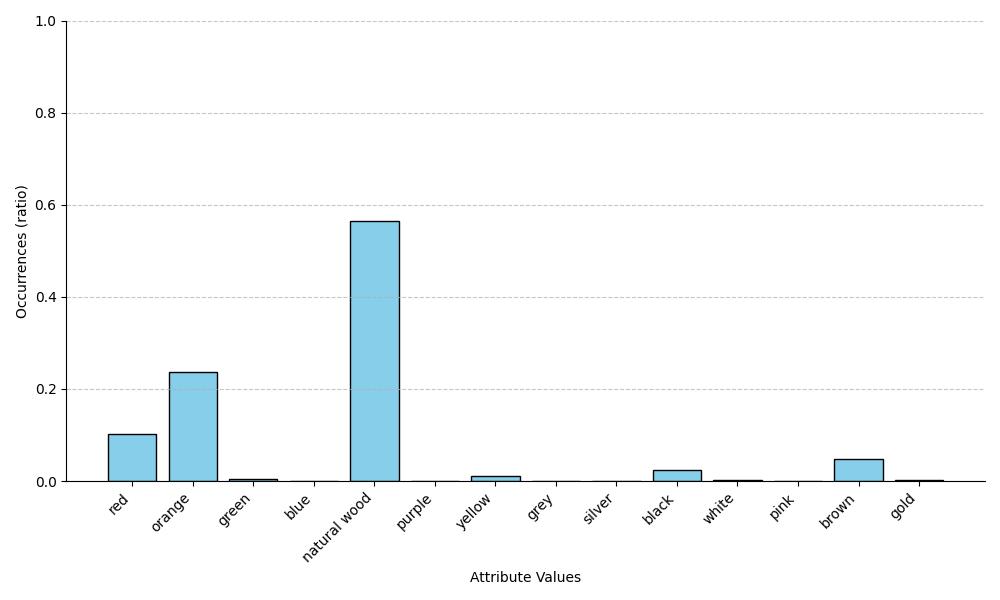 1.0
0.8
0.6
0.4
0.2
0.0
Occurrences (ratio)
red
orange
green
blue
natural wood
purple
yellow
grey
silver
black
white
pink
brown
gold
Attribute Values